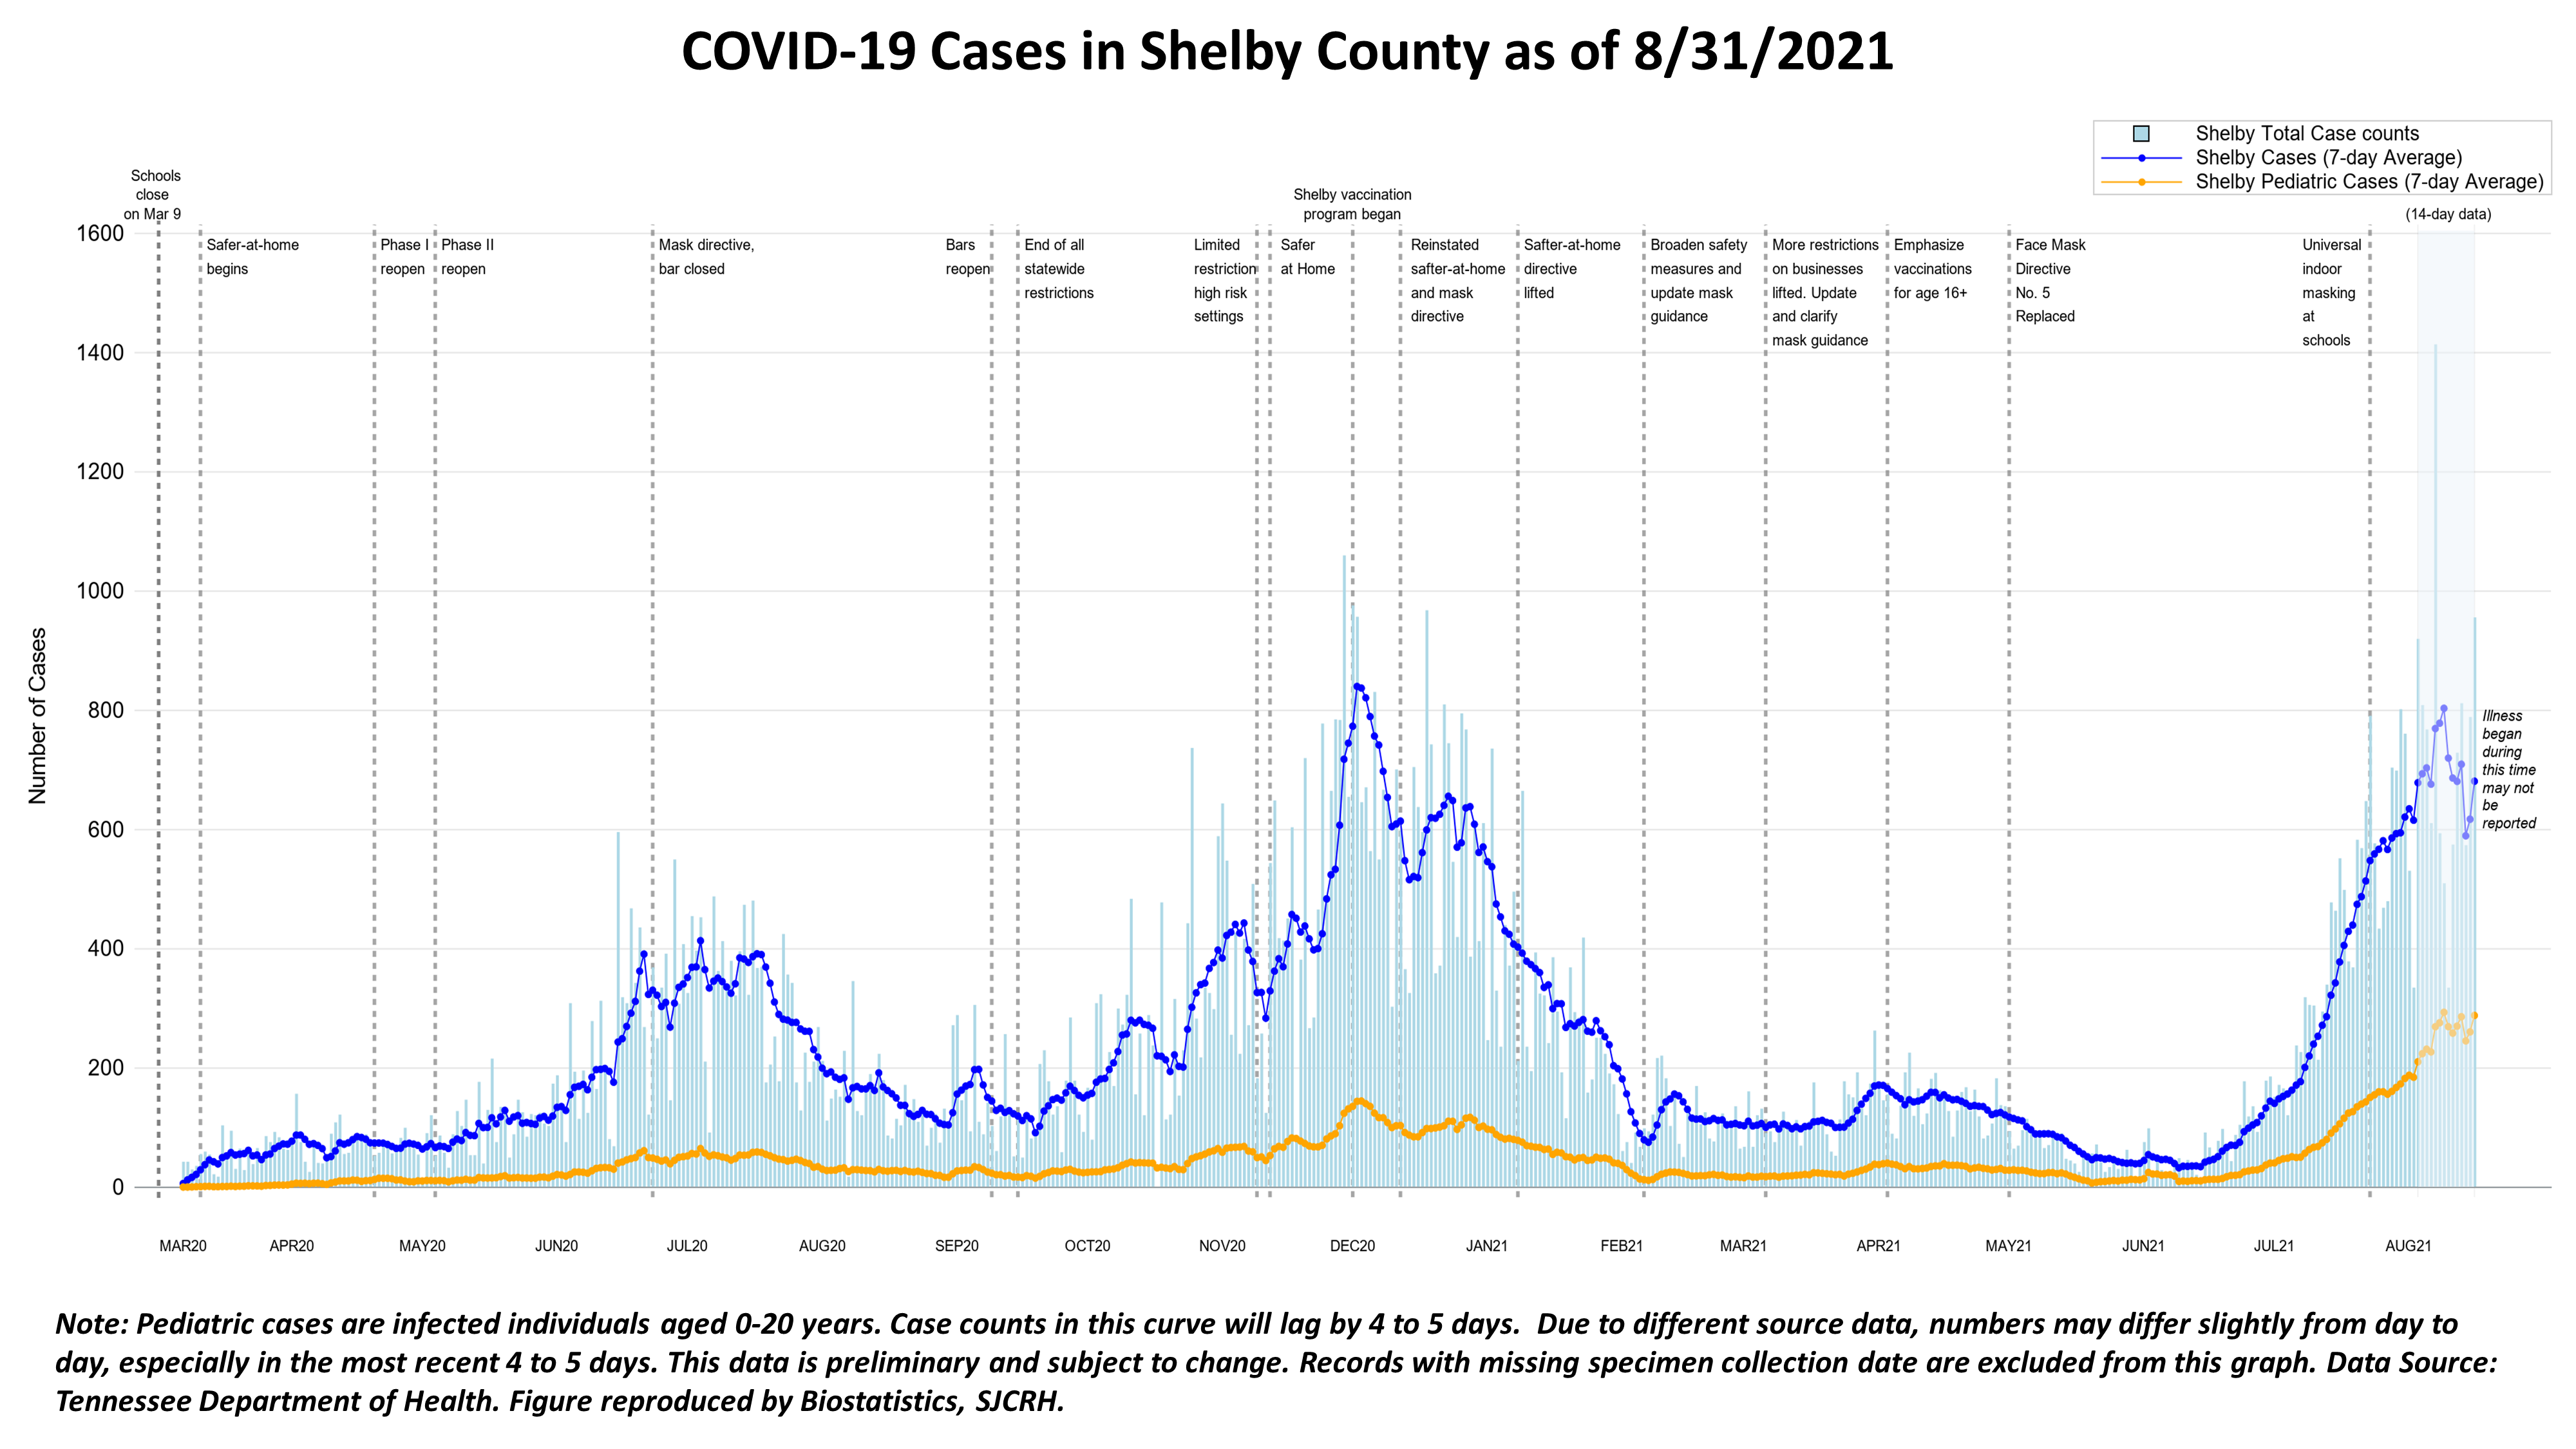 COVID-19 Cases in Shelby County as of 8/31/2021
Shelby Total Case counts
Shelby Cases (7-day Average)
Shelby Pediatric Cases (7-day Average)
Schools
close
on Mar 9
Shelby vaccination
program began
(14-day data)
Safer-at-home
begins
Phase I
reopen
Phase II
reopen
Mask directive,
bar closed
Bars
reopen
End of all
statewide
restrictions
Limited
restriction
high risk
settings
Safer
at Home
Reinstated
safter-at-home
and mask
directive
Safter-at-home
directive
lifted
Broaden safety
measures and
update mask
guidance
More restrictions
on businesses
lifted. Update
and clarify
mask guidance
Emphasize
vaccinations
for age 16+
Face Mask
Directive
No. 5
Replaced
Universal
indoor
masking
at
schools
1600
1400
1200
1000
800
600
400
200
0
Number of Cases
Illness
began
during
this time
may not
be
reported
MAR20
APR20
MAY20
JUN20
JUL20
AUG20
SEP20
OCT20
NOV20
DEC20
JAN21
FEB21
MAR21
APR21
MAY21
JUN21
JUL21
AUG21
Note: Pediatric cases are infected individuals aged 0-20 years. Case counts in this curve will lag by 4 to 5 days.  Due to different source data, numbers may differ slightly from day to
day, especially in the most recent 4 to 5 days. This data is preliminary and subject to change. Records with missing specimen collection date are excluded from this graph. Data Source:
Tennessee Department of Health. Figure reproduced by Biostatistics, SJCRH.